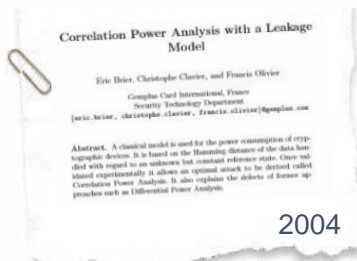 Correlation Power Analysis with a Leakage
Model
Eric Brier, Christophe Clavier, and Francis Olivier
Gemplus Card International, France
Security Technology Department
{eric.brier, christophe.clavier, francis.olivier}@gemplus.com
Abstract. A classical model is used for the power consumption of cryp-
tographic devices. It is based on the Hamming distance of the data han-
dled with regard to an unknown but constant reference state. Once val-
idated experimentally it allows an optimal attack to be derived called
Correlation Power Analysis. It also explains the defects of former ap-
proaches such as Differential Power Analysis.
2004